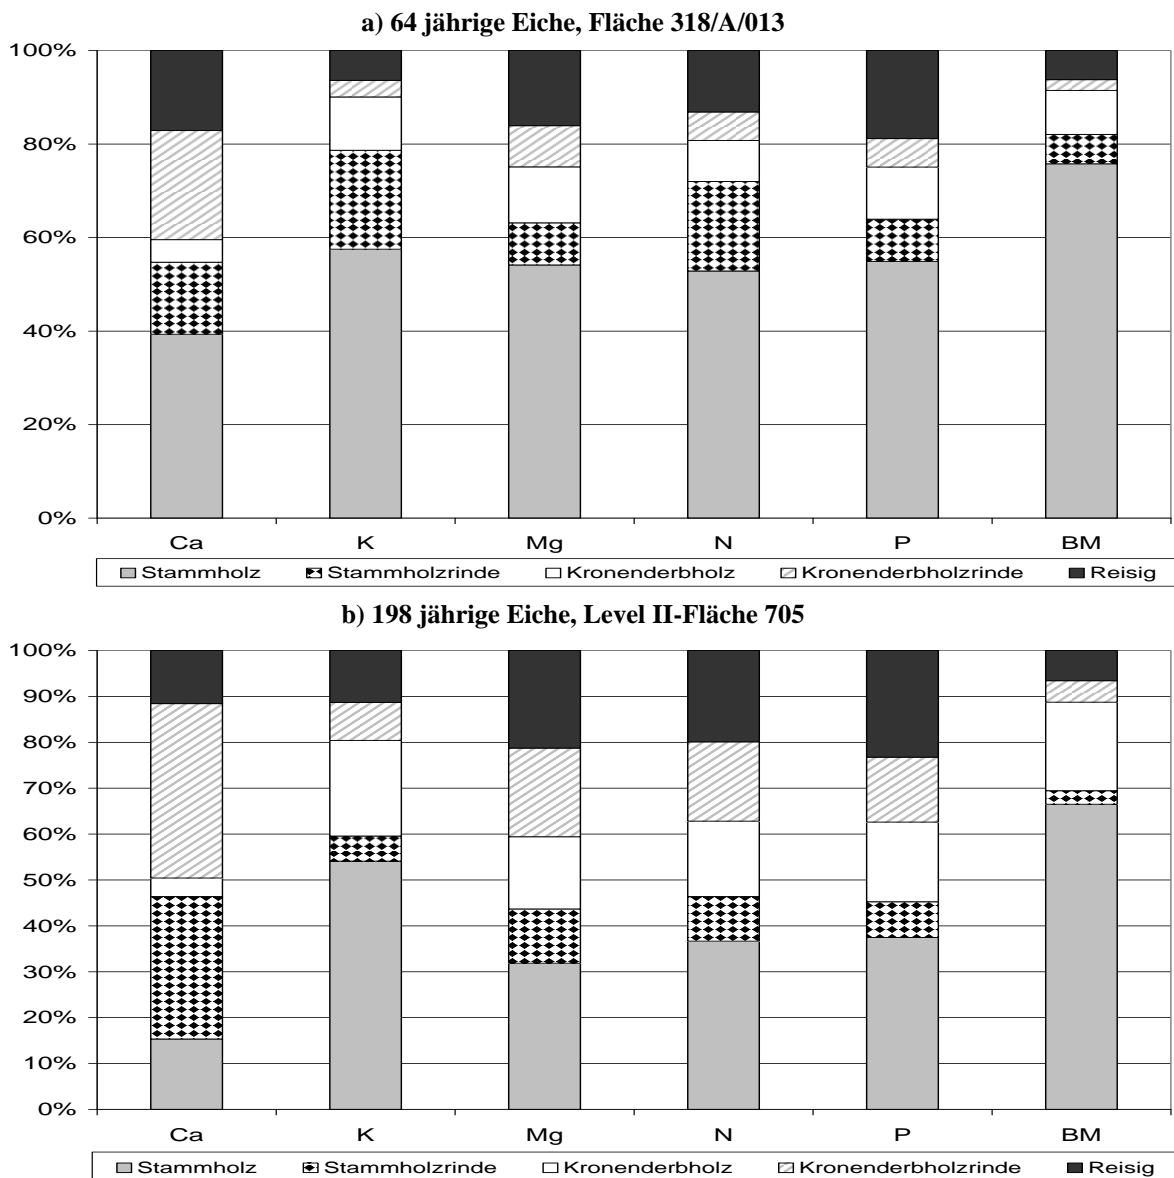 a) 64 jährige Eiche, Fläche 318/A/013
100%
80%
60%
40%
20%
0%
Ca K Mg N P BM
Stammholz Stammholzrinde Kronenderbholz Kronenderbholzrinde Reisig
b) 198 jährige Eiche, Level II-Fläche 705
100%
90%
80%
70%
60%
50%
40%
30%
20%
10%
0%
Ca K Mg N P BM
Stammholz Stammholzrinde Kronenderbholz Kronenderbholzrinde Reisig